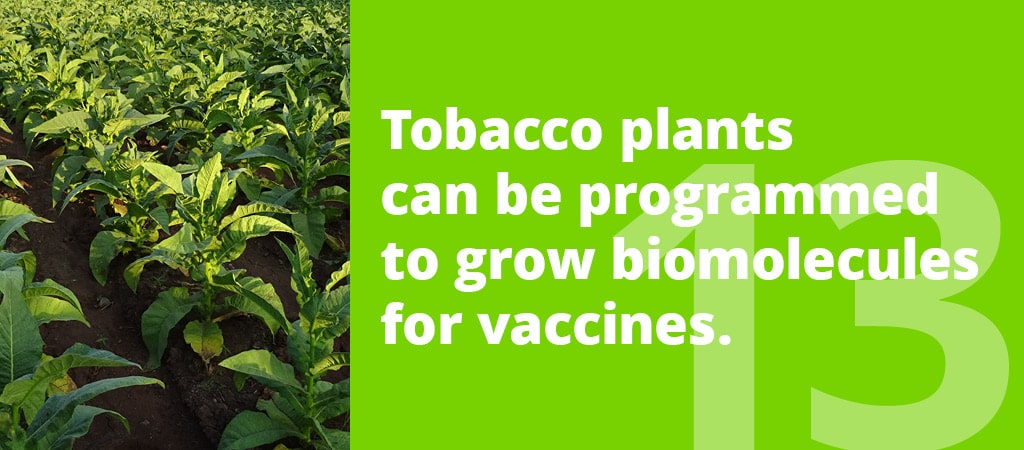 Tobacco plants
can be programmed
to grow biomolecules
for vaccines.
13